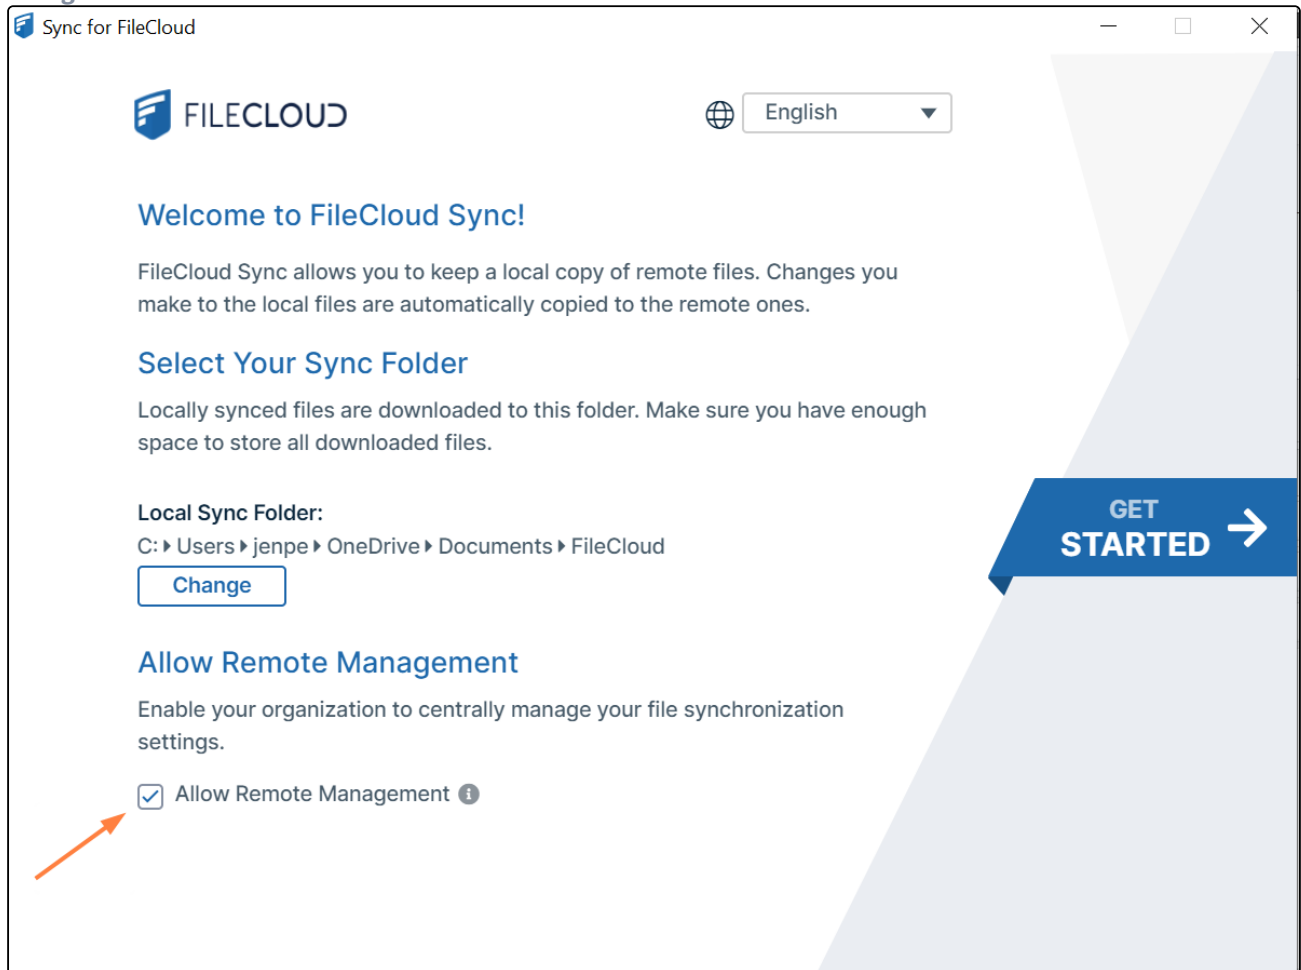 Sync for FileCloud
FILECLOUD
English
Welcome to FileCloud Sync!
FileCloud Sync allows you to keep a local copy of remote files. Changes you
make to the local files are automatically copied to the remote ones.
Select Your Sync Folder
Locally synced files are downloaded to this folder. Make sure you have enough
space to store all downloaded files.
Local Sync Folder:
C: Users jenpe OneDrive Documents FileCloud
Change
GET
STARTED
Allow Remote Management
Enable your organization to centrally manage your file synchronization
settings.
Allow Remote Management